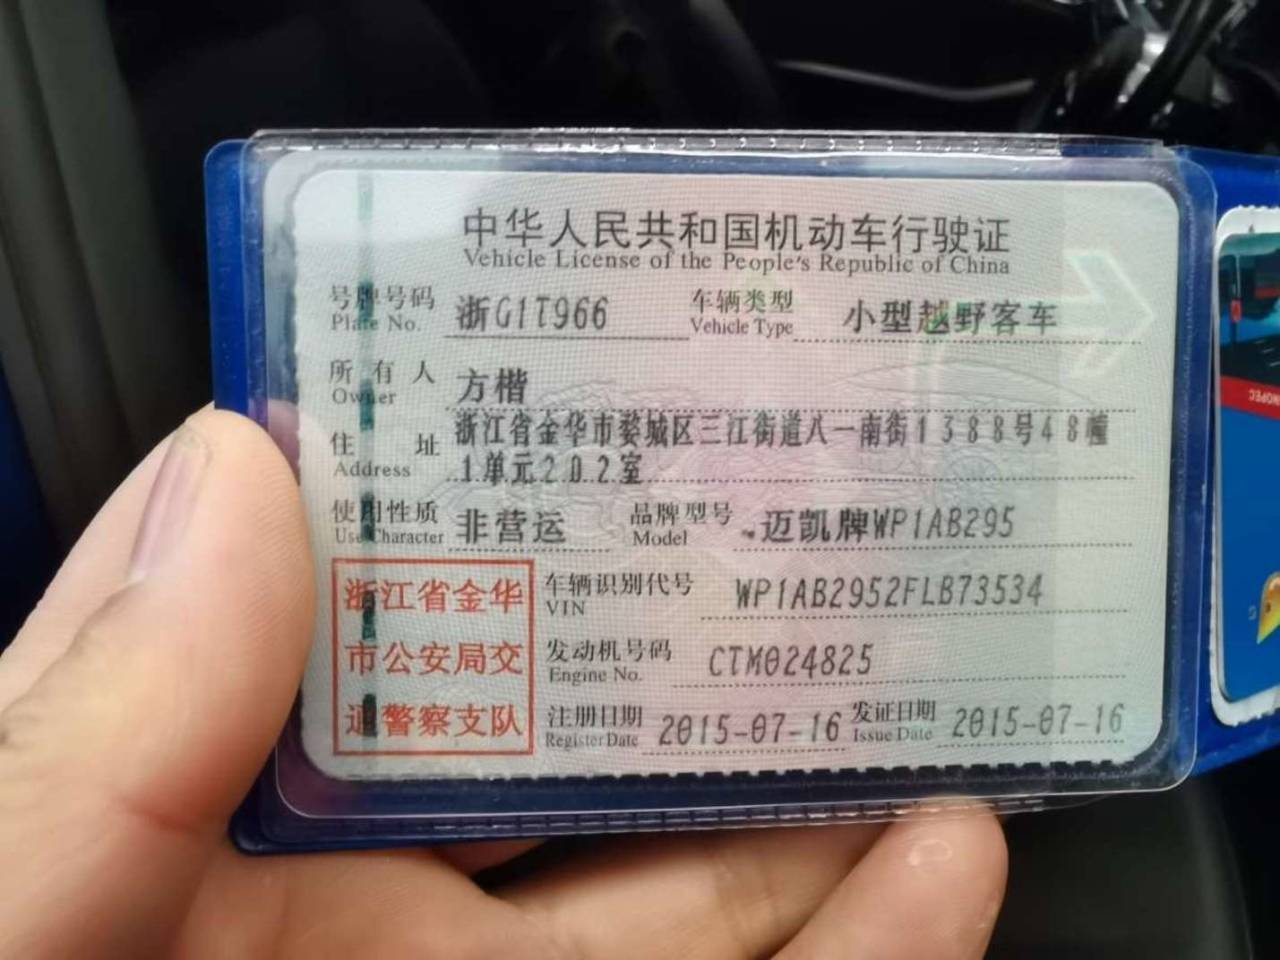 中华人民共和国机动车行驶证
Vehicle License of the People's Republic of China
号牌号码 浙G1T966 车辆类型 小型越野客车
Plate No. Vehicle Type
所有人 方楷
Owner
住址 浙江省金华市婺城区三江街道八一南街1388号48幢
Address 1单元202室
使用性质 非营运 品牌型号 迈凯牌WP1AB295
Use Character Model
浙江省金华
市公安局交
通警察支队
车辆识别代号 WP1AB2952FLB73534
VIN
发动机号码 CTM024825
Engine No.
注册日期 2015-07-16 发证日期 2015-07-16
Register Date Issue Date